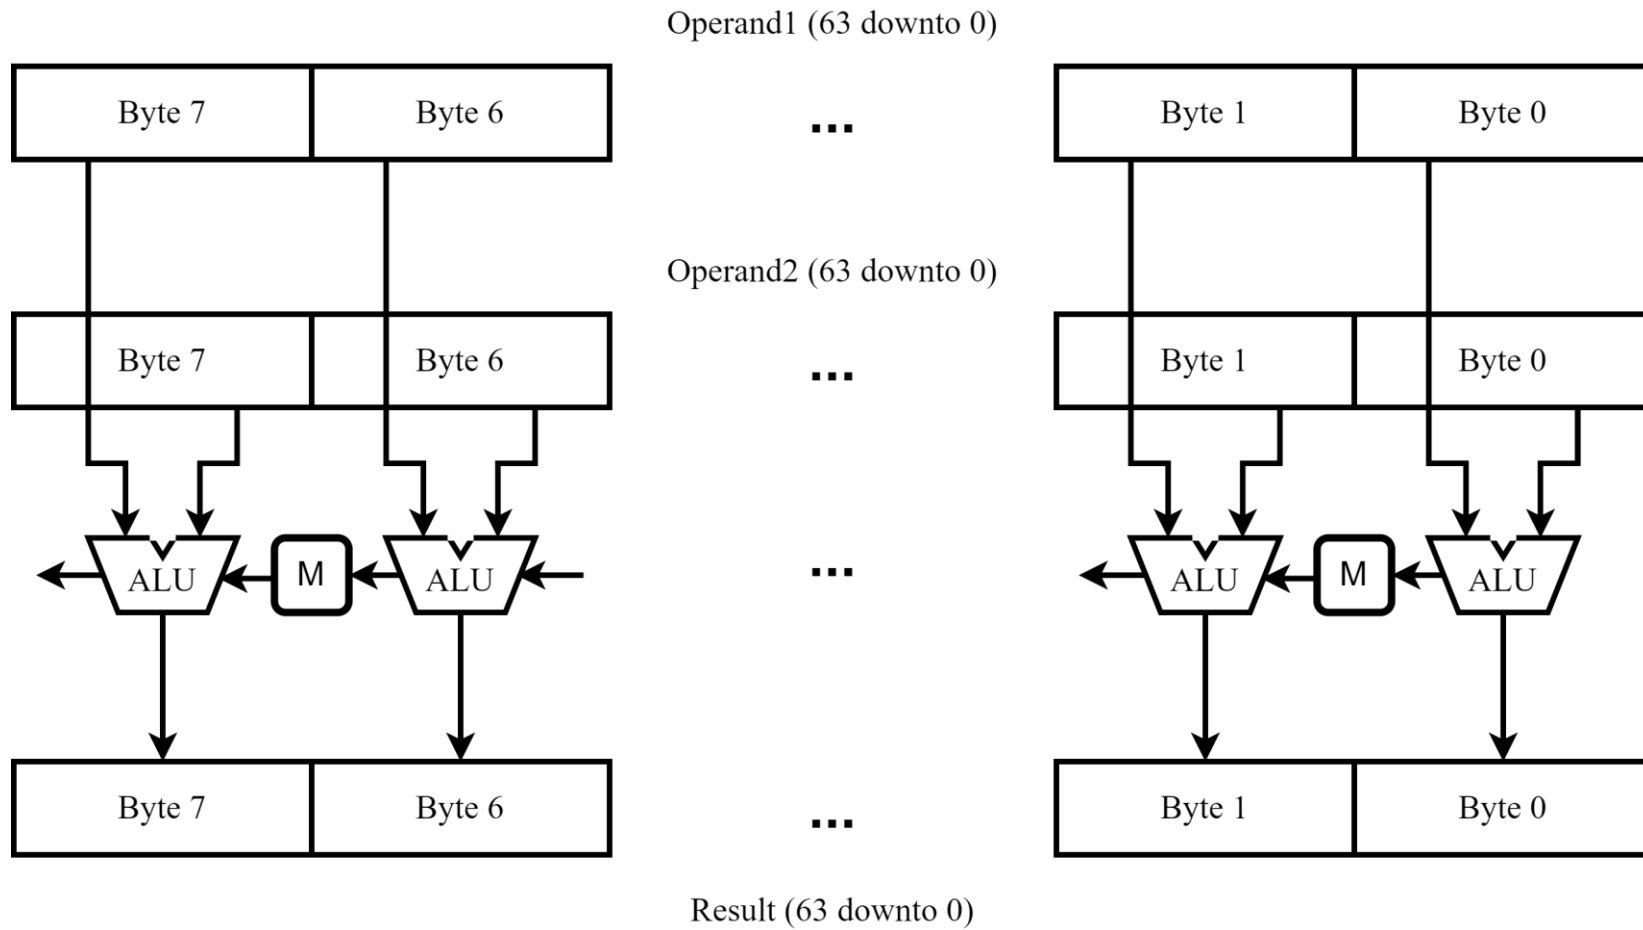 Operand1 (63 downto 0)
Byte 7 Byte 6 ... Byte 1 Byte 0
Operand2 (63 downto 0)
Byte 7 Byte 6 ... Byte 1 Byte 0
ALU M ALU ... ALU M ALU
Byte 7 Byte 6 ... Byte 1 Byte 0
Result (63 downto 0)